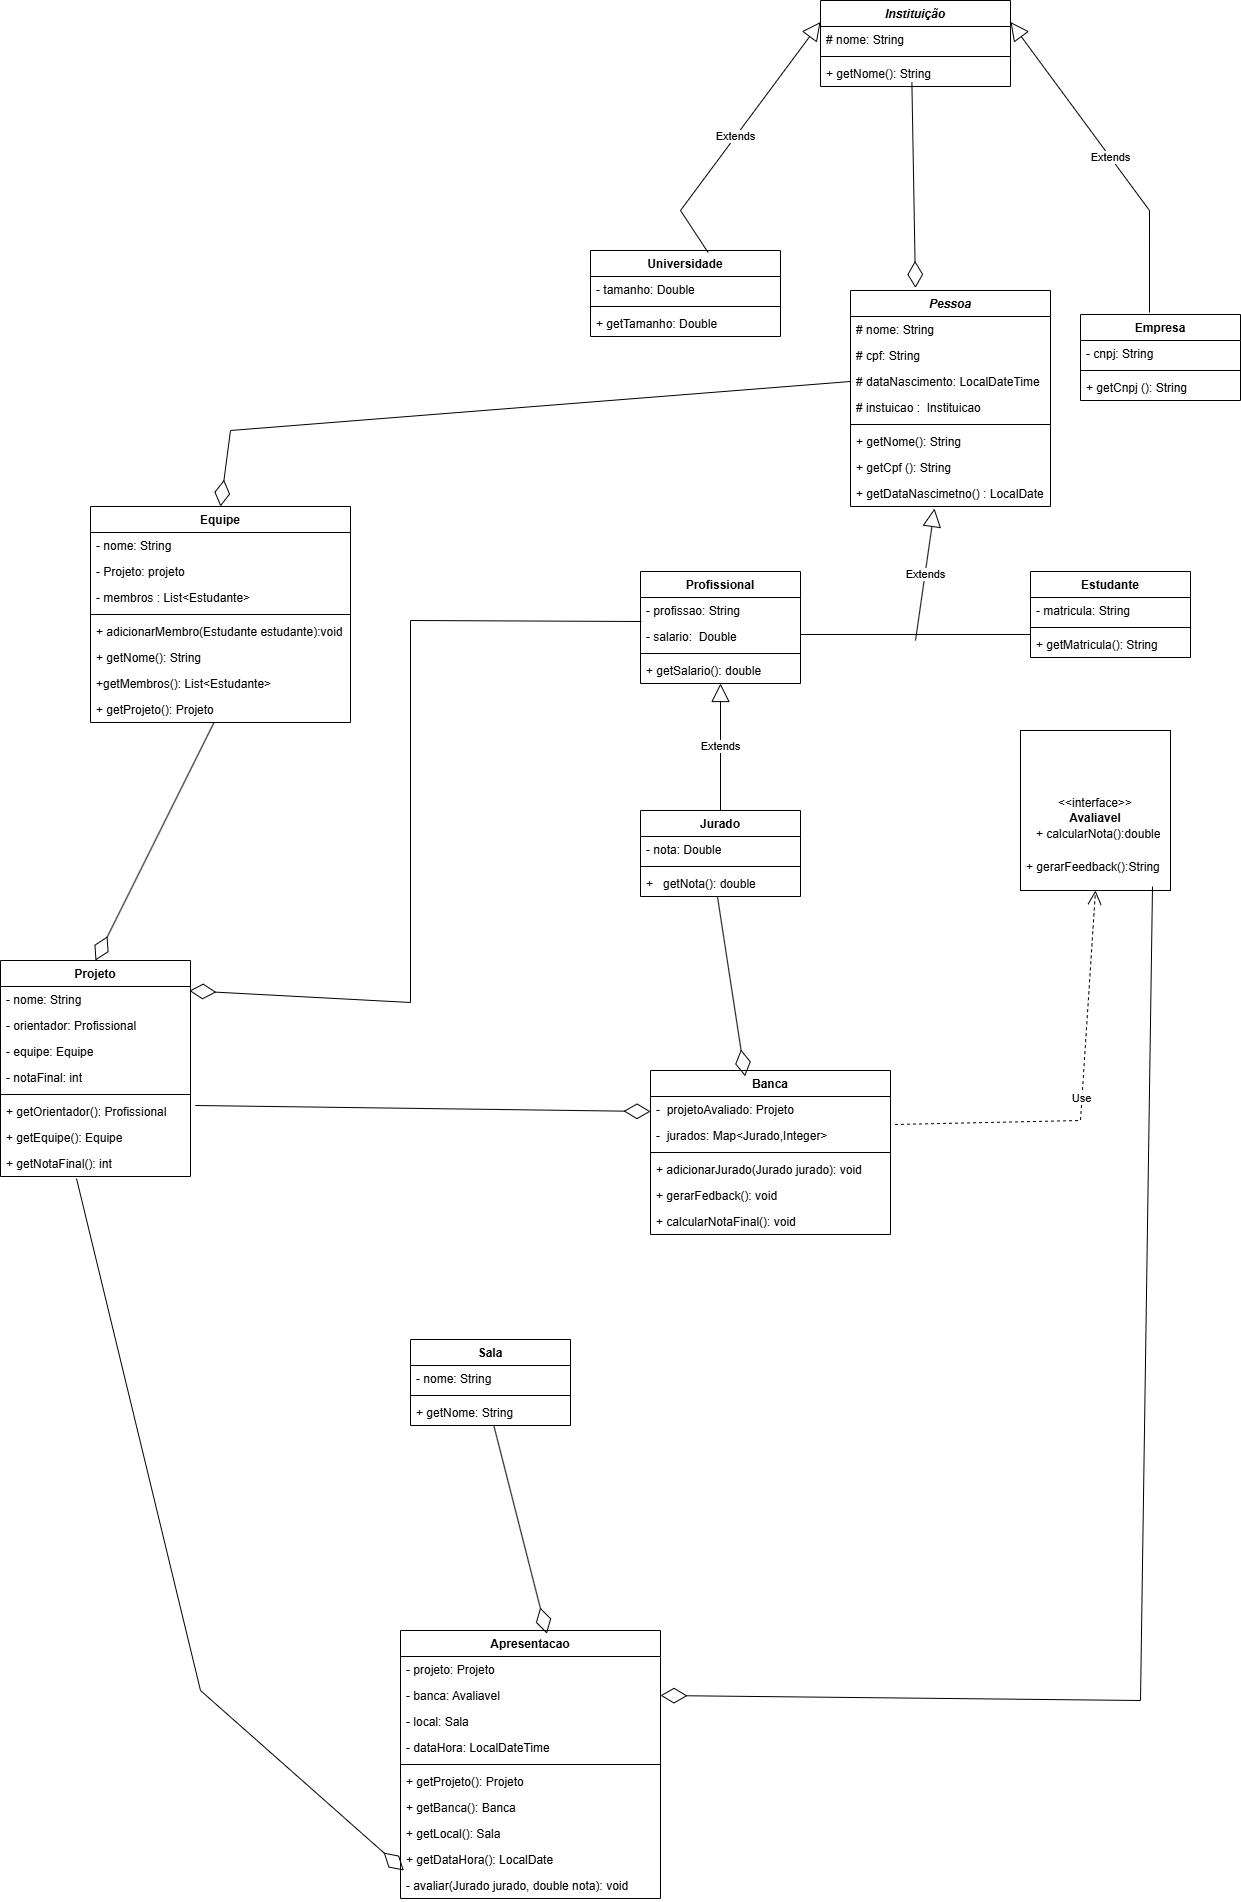 Instituição
# nome: String
+ getNome(): String
Extends
Extends
Universidade
- tamanho: Double
+ getTamanho: Double
Pessoa
# nome: String
# cpf: String
# dataNascimento: LocalDateTime
# instuicao : Instituicao
+ getNome(): String
+ getCpf (): String
+ getDataNascimetno() : LocalDate
Empresa
- cnpj: String
+ getCnpj (): String
Equipe
- nome: String
- Projeto: projeto
- membros : List<Estudante>
+ adicionarMembro(Estudante estudante):void
+ getNome(): String
+getMembros(): List<Estudante>
+ getProjeto(): Projeto
Extends
Profissional
- profissao: String
- salario: Double
+ getSalario(): double
Estudante
- matricula: String
+ getMatricula(): String
Extends
Jurado
- nota: Double
+ getNota(): double
<<interface>>
Avaliavel
+ calcularNota():double
+ gerarFeedback():String
Projeto
- nome: String
- orientador: Profissional
- equipe: Equipe
- notaFinal: int
+ getOrientador(): Profissional
+ getEquipe(): Equipe
+ getNotaFinal(): int
Banca
- projetoAvaliado: Projeto
- jurados: Map<Jurado,Integer>
+ adicionarJurado(Jurado jurado): void
+ gerarFedback(): void
+ calcularNotaFinal(): void
Use
Sala
- nome: String
+ getNome: String
Apresentacao
- projeto: Projeto
- banca: Avaliavel
- local: Sala
- dataHora: LocalDateTime
+ getProjeto(): Projeto
+ getBanca(): Banca
+ getLocal(): Sala
+ getDataHora(): LocalDate
- avaliar(Jurado jurado, double nota): void